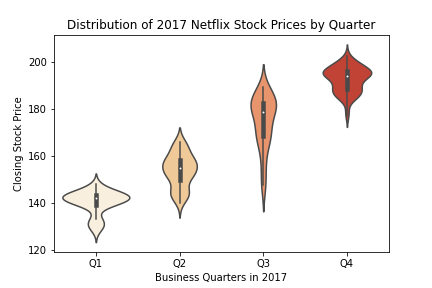 Distribution of 2017 Netflix Stock Prices by Quarter
Closing Stock Price
200
180
160
140
120
Q1 Q2 Q3 Q4
Business Quarters in 2017